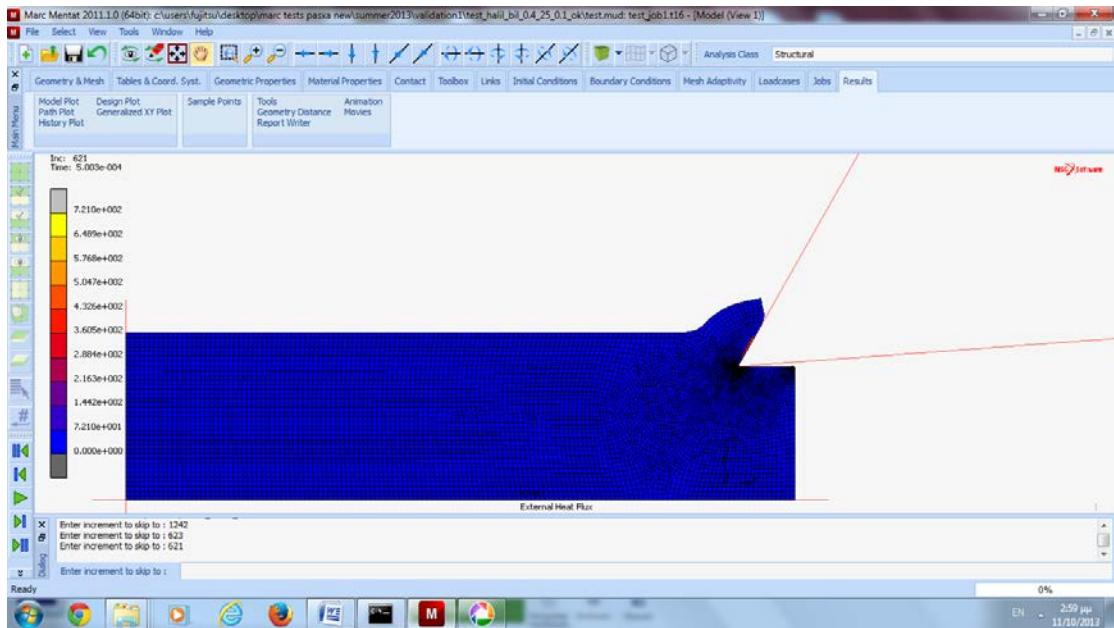 Marc Mentat 2011.1.0 (64bit): c:\users\fujitsu\desktop\marc tests pasxa new\summer2013\validation1\test_halil_bil_0.4_25_0.1_ok\test.mud: test_job1.t16 - [Model (View 1)]
File Select View Tools Window Help
Analysis Class Structural
Main Menu
Geometry & Mesh Tables & Coord. Syst. Geometric Properties Material Properties Contact Toolbox Links Initial Conditions Boundary Conditions Mesh Adaptivity Loadcases Jobs Results
Model Plot Design Plot Sample Points Tools Animation
Path Plot Generalized XY Plot Geometry Distance Movies
History Plot Report Writer
Inc: 621
Time: 5.003e-004
MSC Software
7.210e+002
6.489e+002
5.768e+002
5.047e+002
4.326e+002
3.605e+002
2.884e+002
2.163e+002
1.442e+002
7.210e+001
0.000e+000
External Heat Flux
1
Dialog
Enter increment to skip to : 1242
Enter increment to skip to : 623
Enter increment to skip to : 621
Enter increment to skip to :
Ready
0%
EN
2:59 μμ
11/10/2013